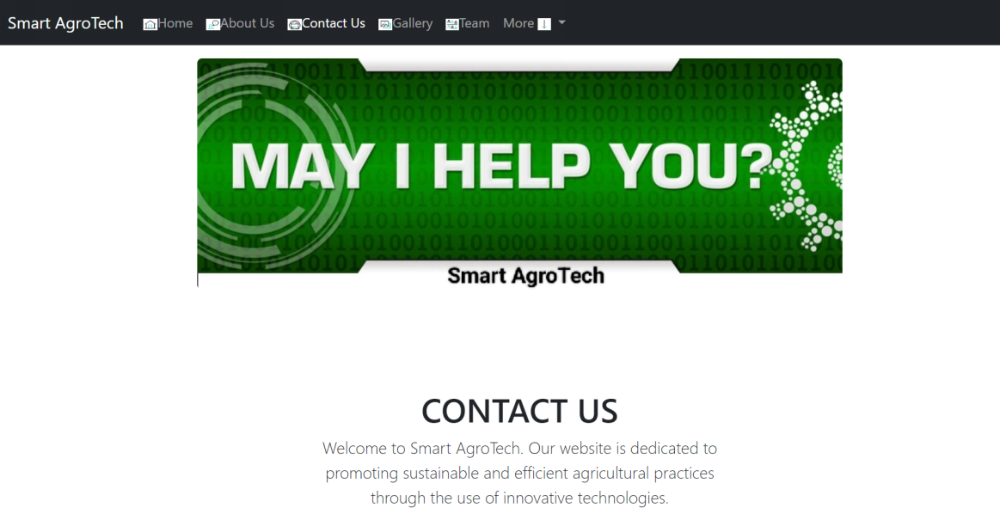 Smart AgroTech Home About Us Contact Us Gallery Team More
MAY I HELP YOU?
Smart AgroTech
CONTACT US
Welcome to Smart AgroTech. Our website is dedicated to
promoting sustainable and efficient agricultural practices
through the use of innovative technologies.